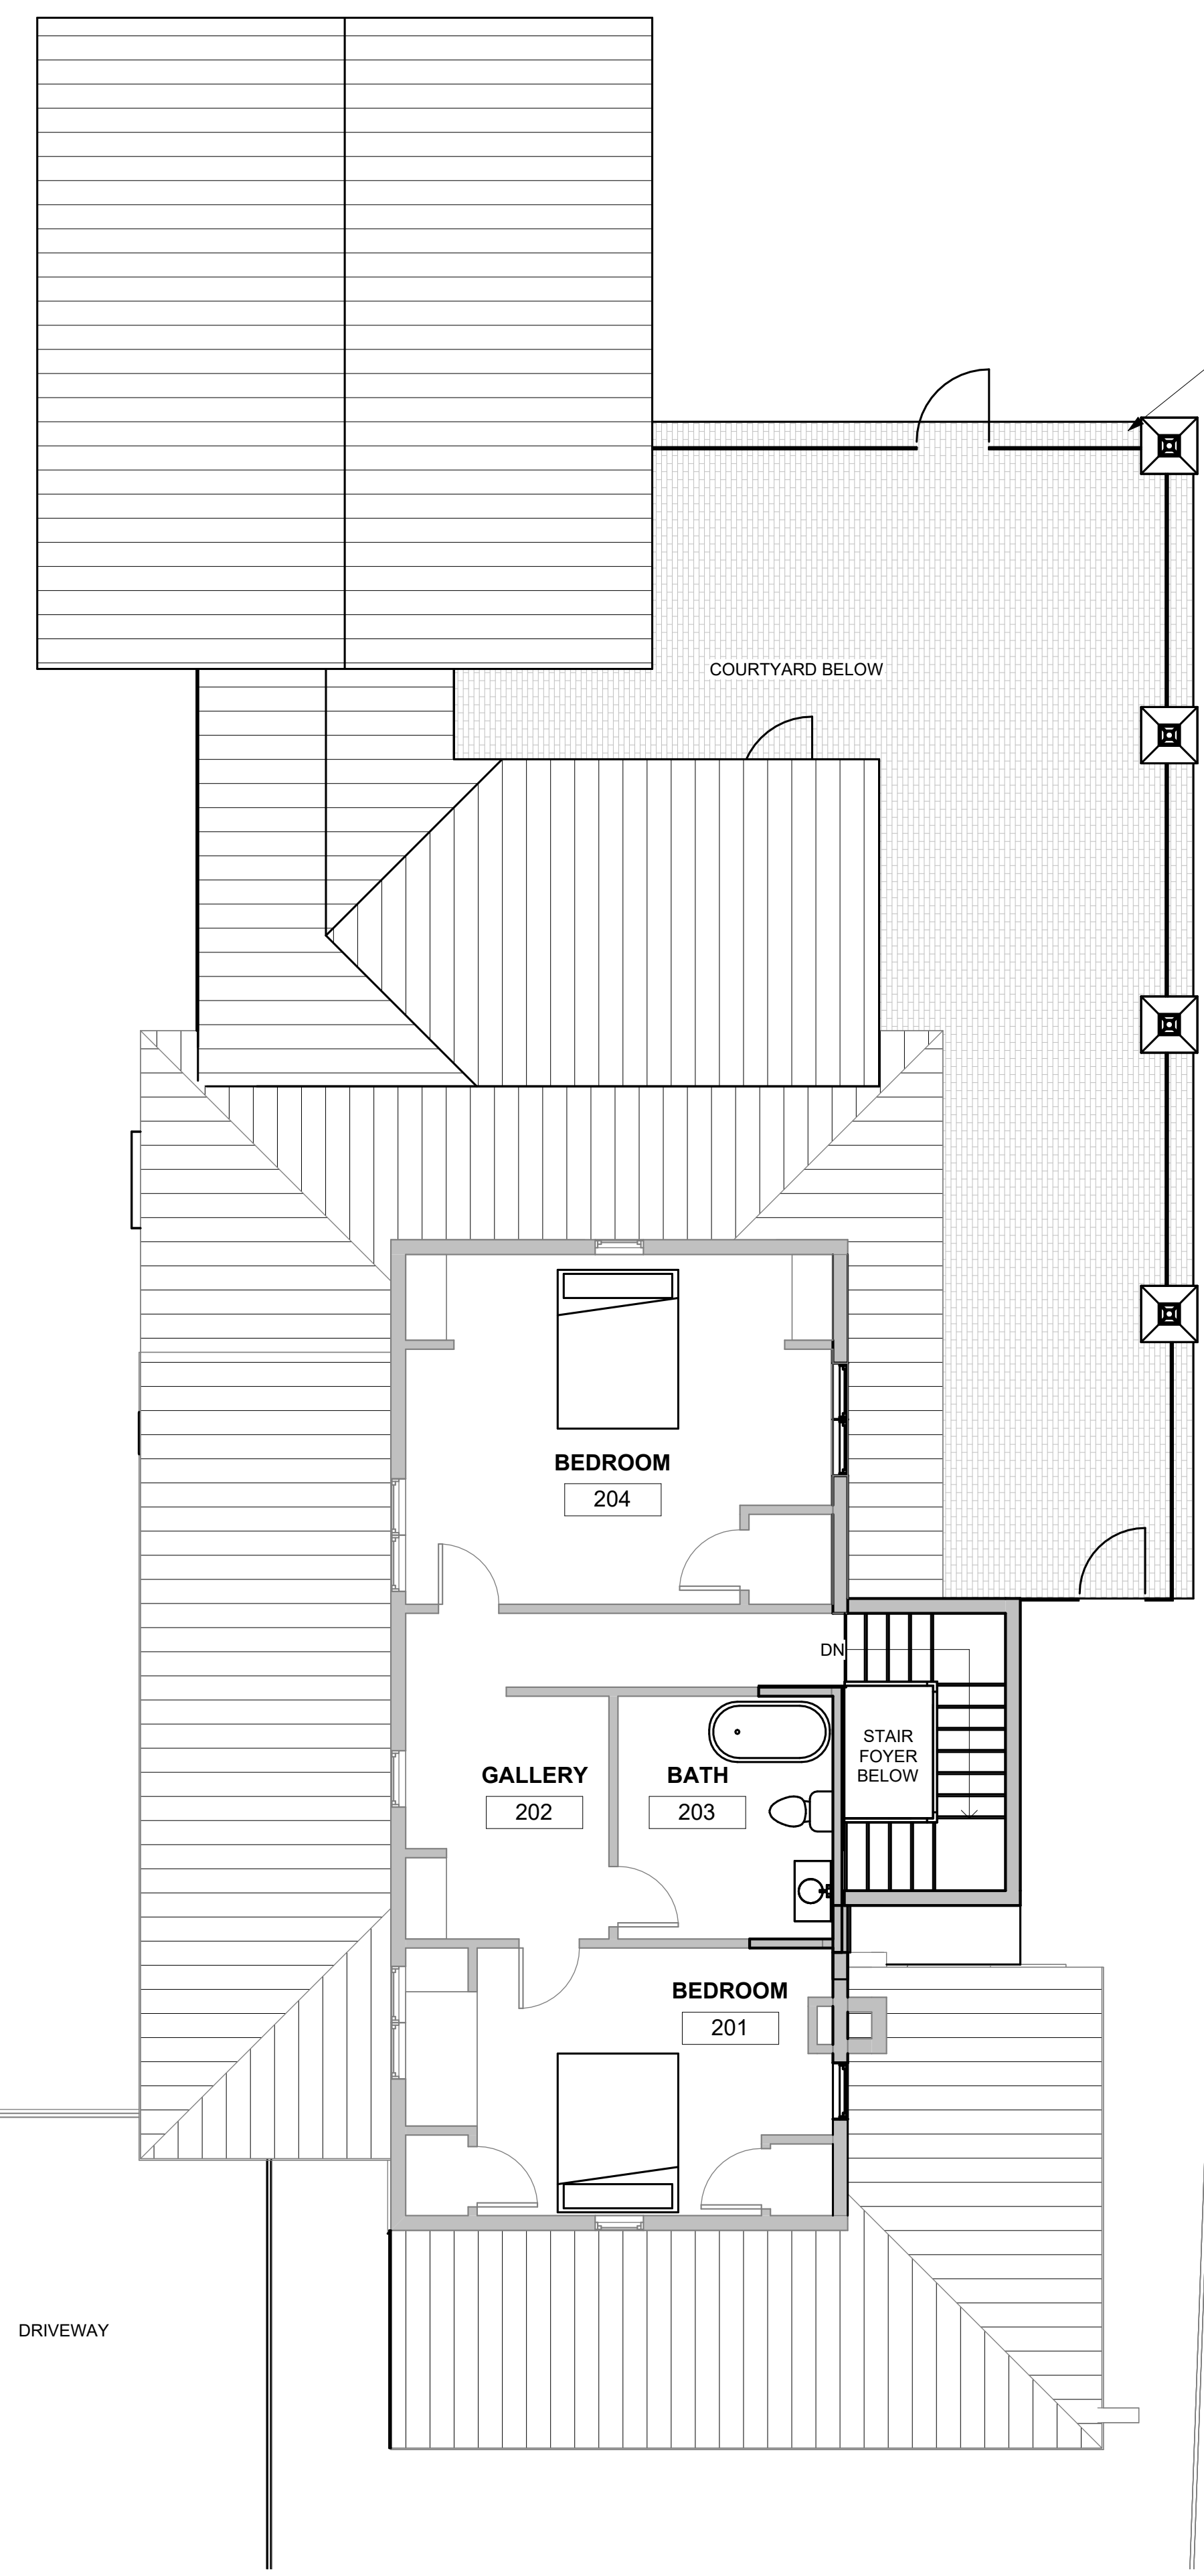 COURTYARD BELOW
BEDROOM
204
DN
STAIR
FOYER
BELOW
GALLERY
202
BATH
203
BEDROOM
201
DRIVEWAY